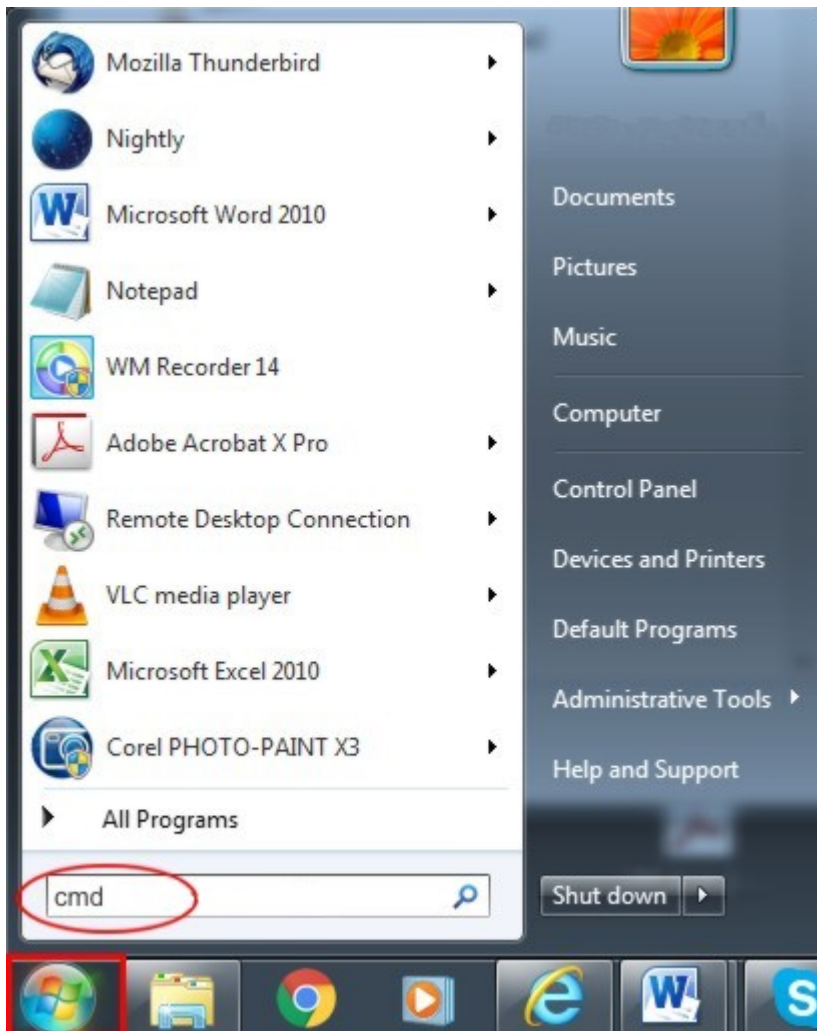 Mozilla Thunderbird
Nightly
Microsoft Word 2010
Notepad
WM Recorder 14
Adobe Acrobat X Pro
Remote Desktop Connection
VLC media player
Microsoft Excel 2010
Corel PHOTO-PAINT X3
All Programs
cmd
Documents
Pictures
Music
Computer
Control Panel
Devices and Printers
Default Programs
Administrative Tools
Help and Support
Shut down